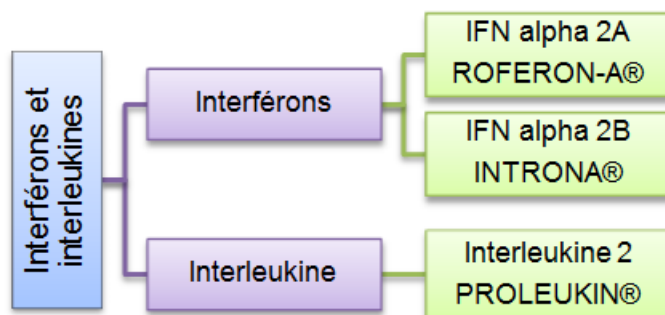 Interférons et
interleukines
Interférons
IFN alpha 2A
ROFERON-A®
IFN alpha 2B
INTRONA®
Interleukine
Interleukine 2
PROLEUKIN®